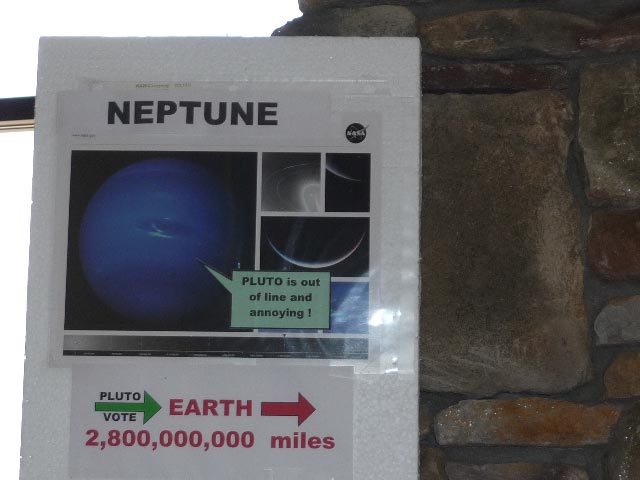 NEPTUNE
NASA
PLUTO is out
of line and
annoying !
PLUTO
VOTE
EARTH
2,800,000,000 miles